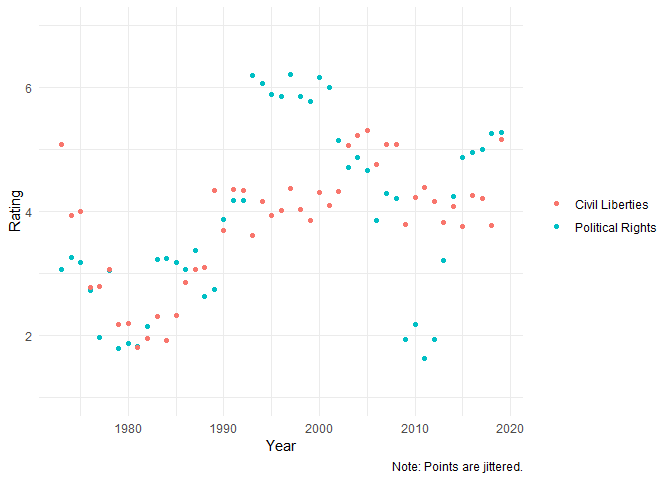 6
4
2
Rating
1980 1990 2000 2010 2020
Year
Civil Liberties
Political Rights
Note: Points are jittered.